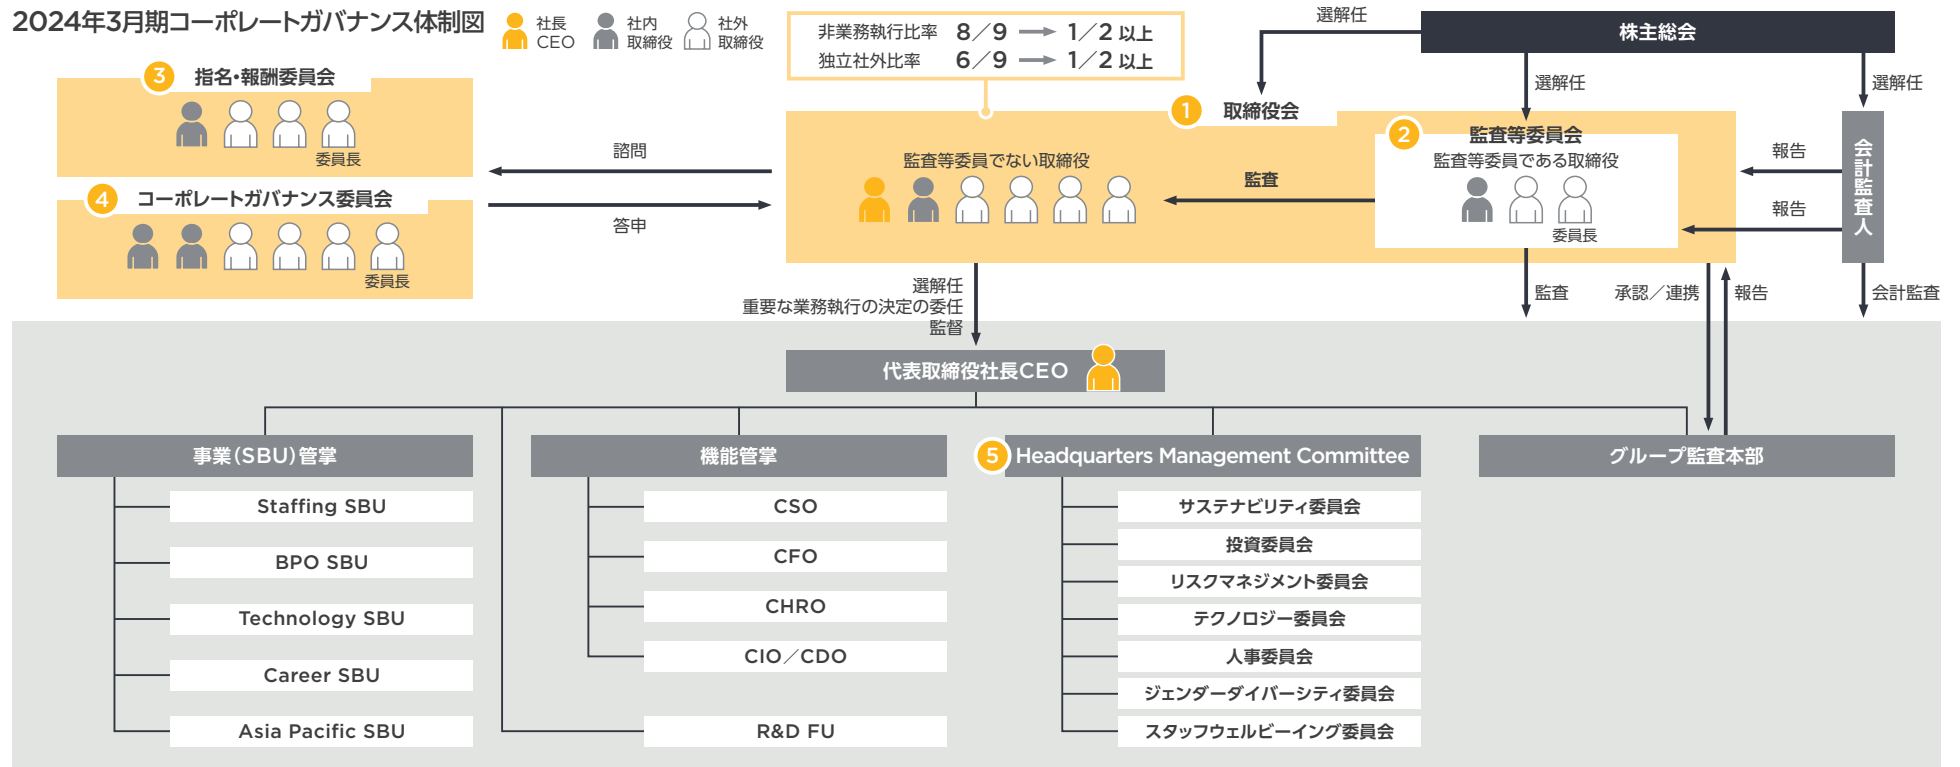 2024年3月期コーポレートガバナンス体制図
社長
CEO
社内
取締役
社外
取締役
非業務執行比率 8／9 → 1／2 以上
独立社外比率 6／9 → 1／2 以上
選解任
株主総会
選解任
選解任
3 指名・報酬委員会
委員長
4 コーポレートガバナンス委員会
委員長
諮問
答申
1 取締役会
監査等委員でない取締役
監査
2 監査等委員会
監査等委員である取締役
委員長
報告
報告
会計監査人
選解任
重要な業務執行の決定の委任
監督
監査
承認／連携
報告
会計監査
代表取締役社長CEO
事業（SBU）管掌
Staffing SBU
BPO SBU
Technology SBU
Career SBU
Asia Pacific SBU
機能管掌
CSO
CFO
CHRO
CIO／CDO
R&D FU
5 Headquarters Management Committee
サステナビリティ委員会
投資委員会
リスクマネジメント委員会
テクノロジー委員会
人事委員会
ジェンダーダイバーシティ委員会
スタッフウェルビーイング委員会
グループ監査本部